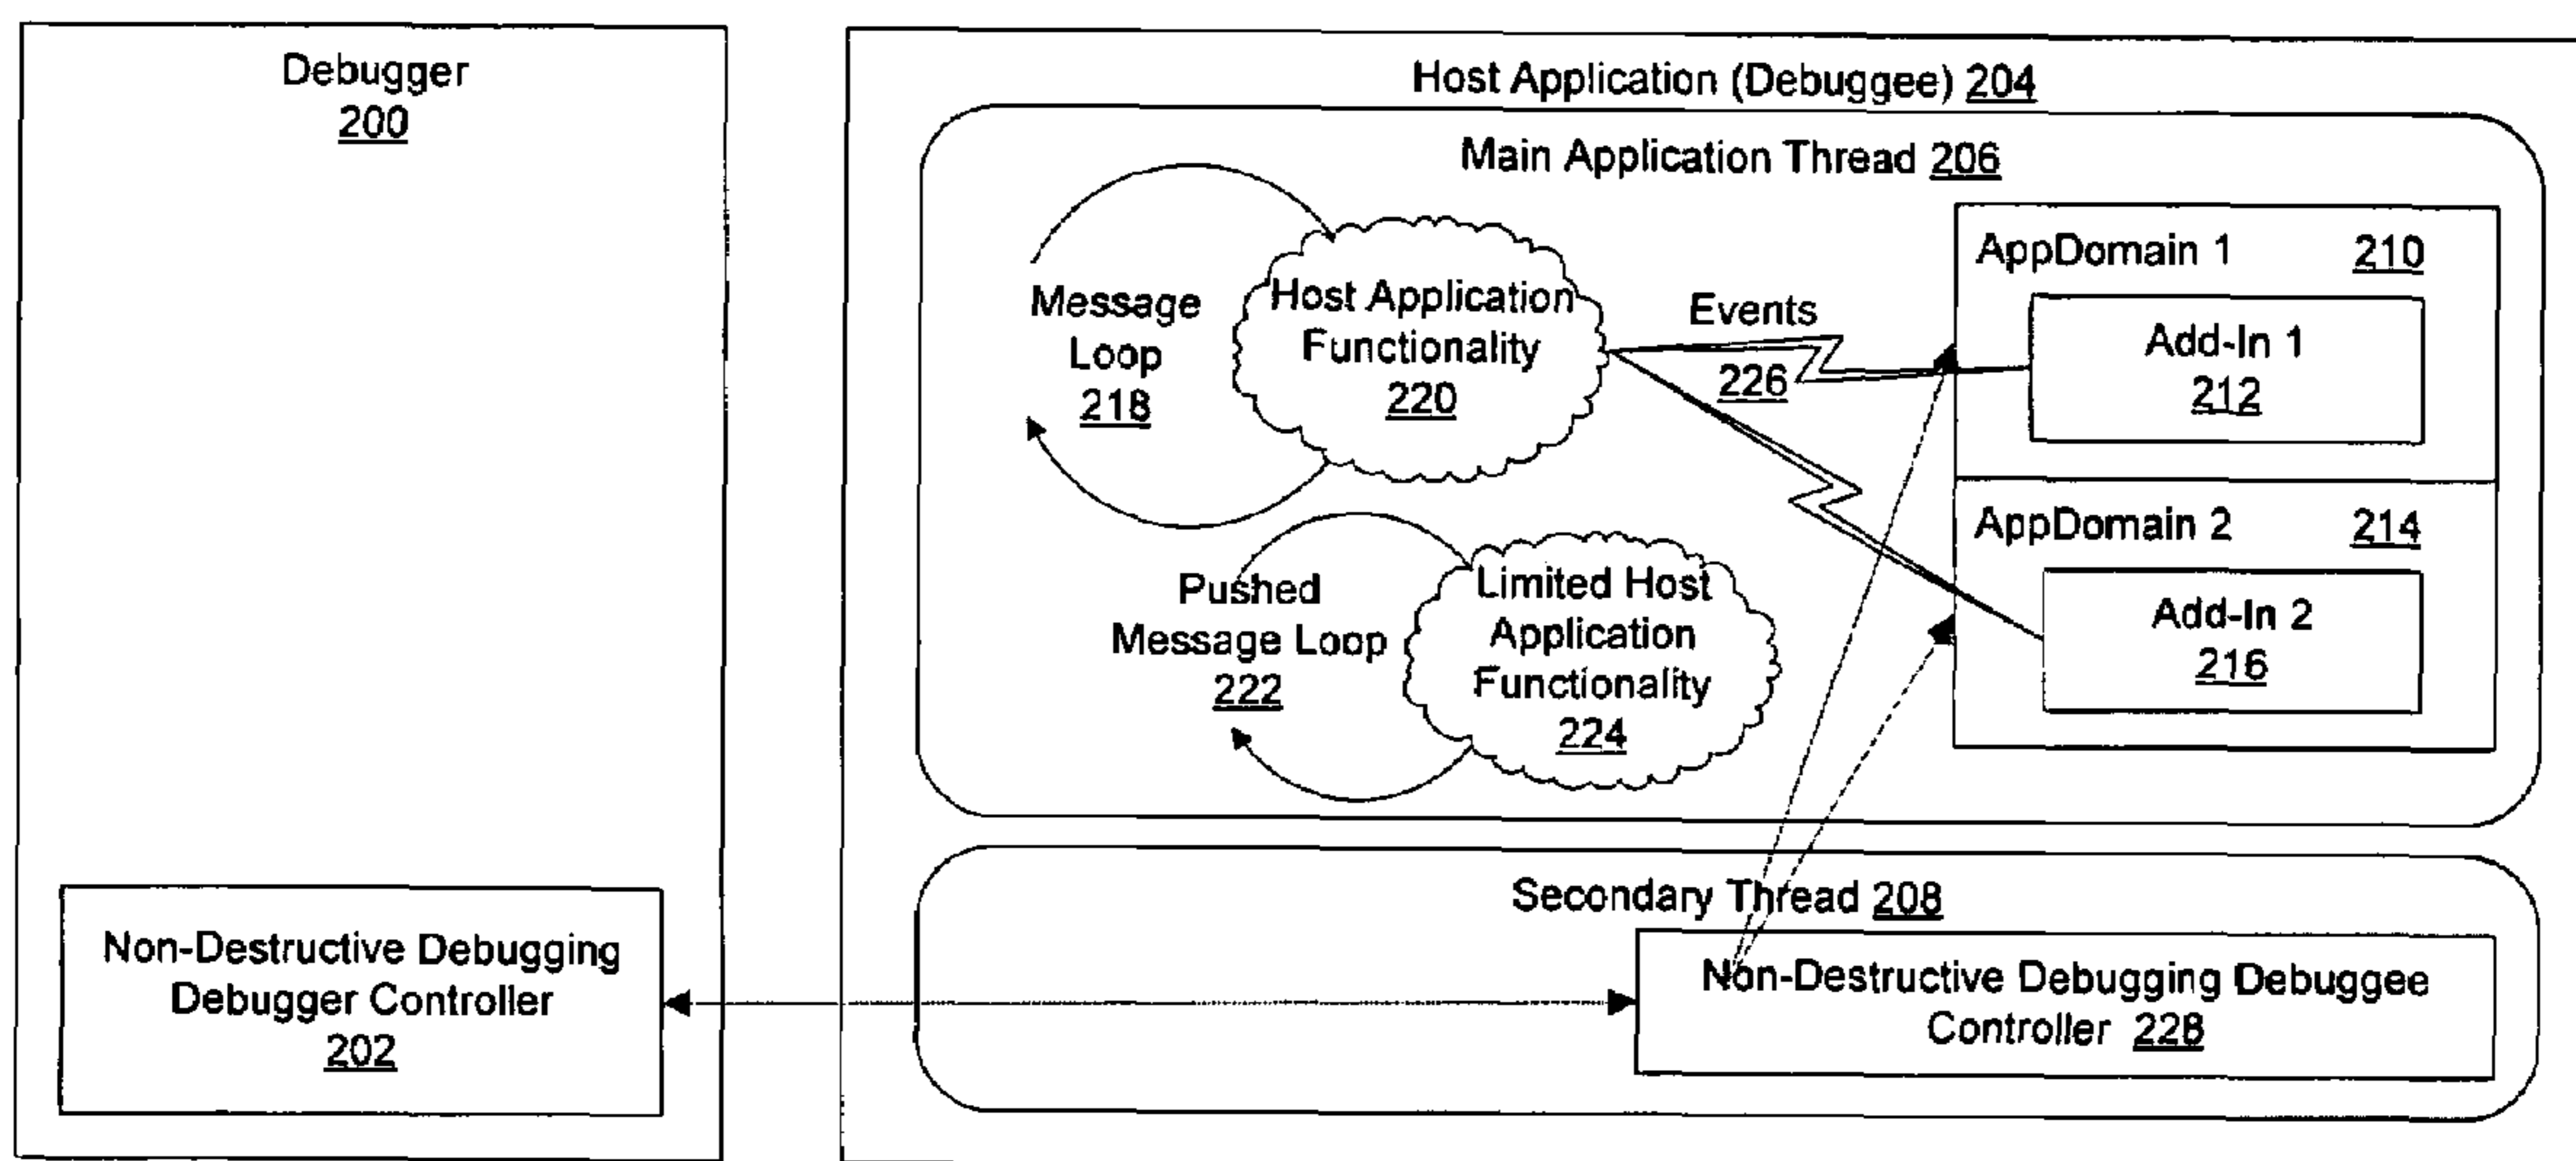 Debugger
200
Non-Destructive Debugging
Debugger Controller
202
Host Application (Debuggee) 204
Main Application Thread 206
Message
Loop
218
Host Application
Functionality
220
Events
226
AppDomain 1 210
Add-In 1
212
AppDomain 2 214
Add-In 2
216
Pushed
Message Loop
222
Limited Host
Application
Functionality
224
Secondary Thread 208
Non-Destructive Debugging Debuggee
Controller 228